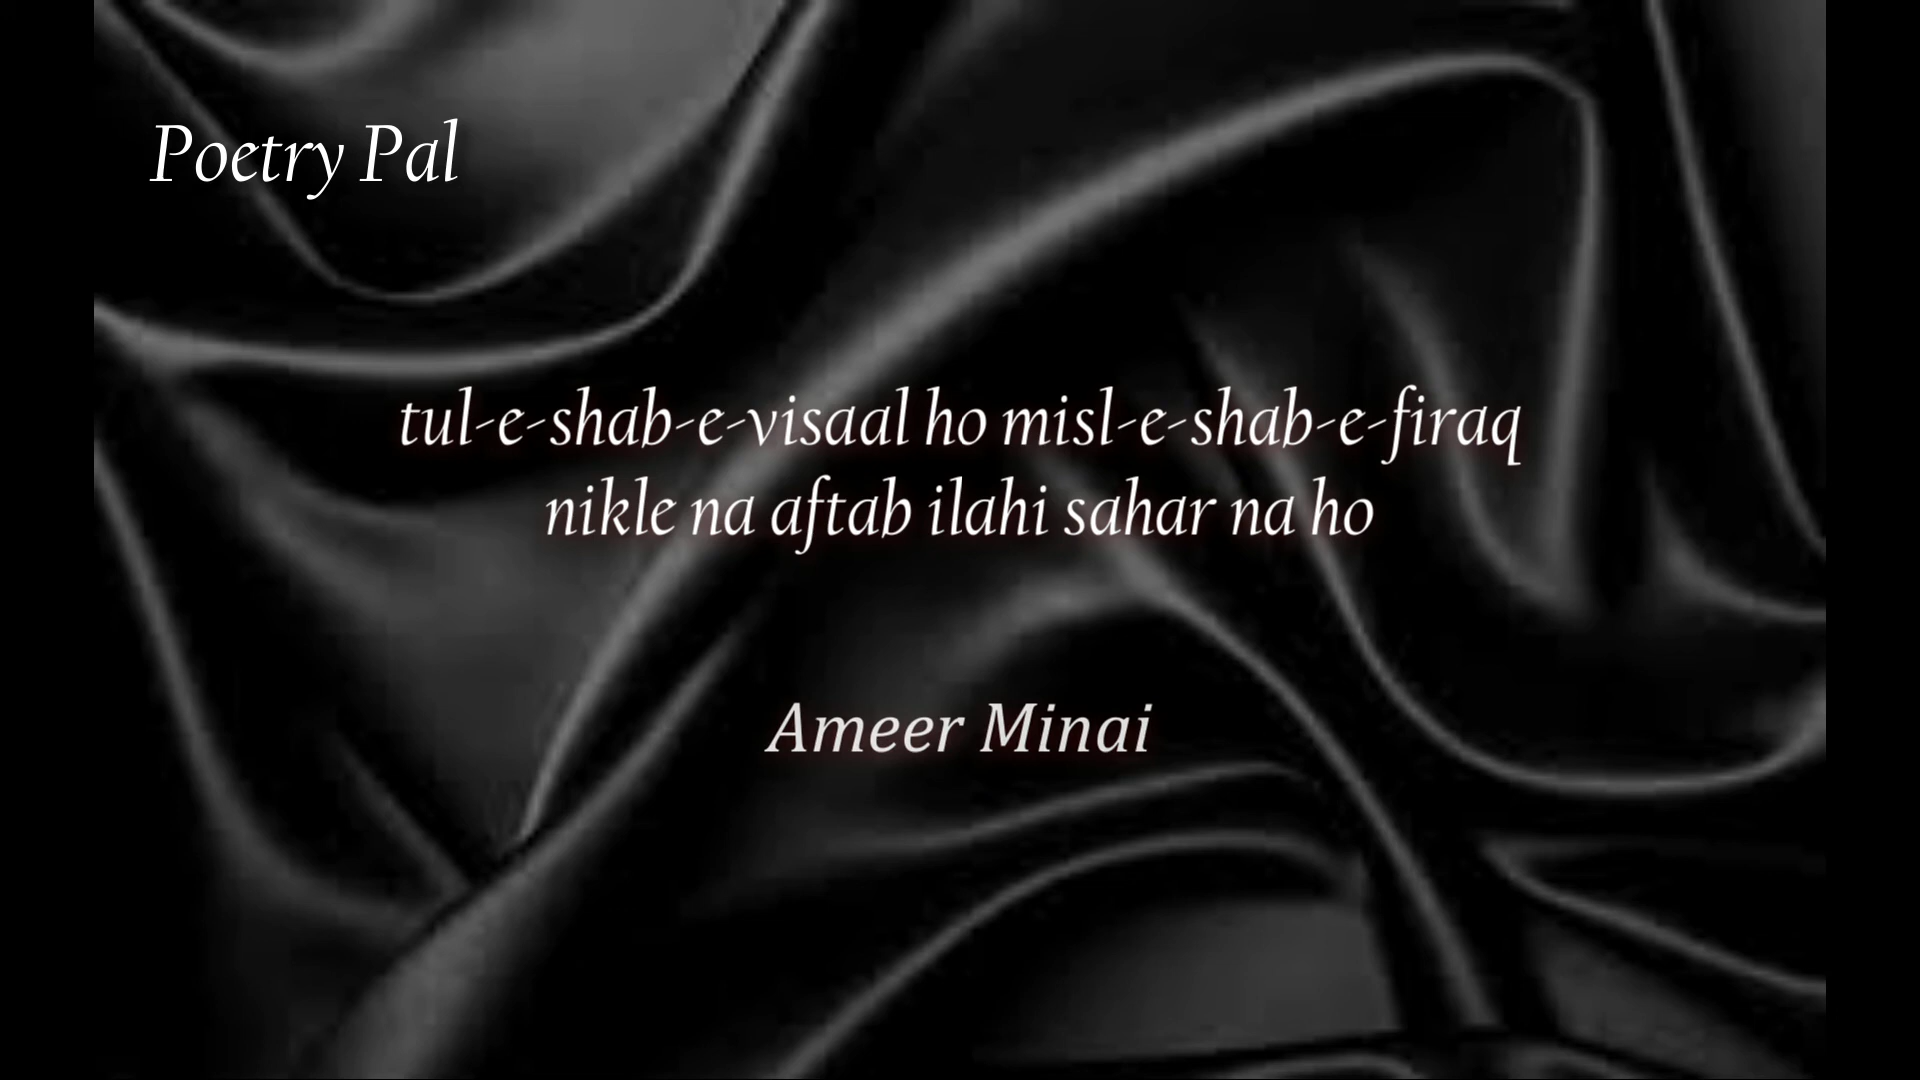 Poetry Pal
tul-e-shab-e-visaal ho misl-e-shab-e-firaq
nikle na aftab ilahi sahar na ho
Ameer Minai